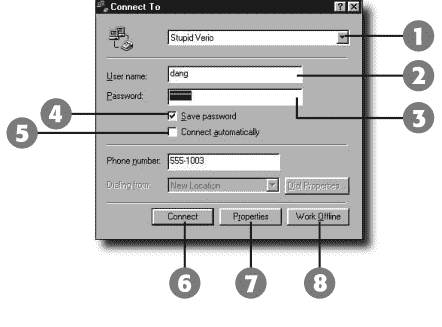 Connect To
Stupid Verio
1
User name:
dang
2
Password:
3
4
Save password
5
Connect automatically
Phone number:
555-1003
Dialing from:
New Location
Dial Properties...
Connect
Properties
Work Offline
6
7
8